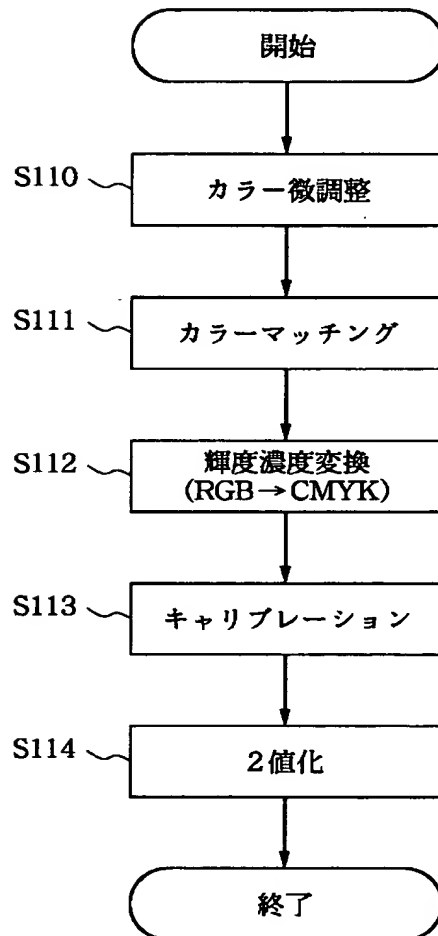 開始
S110
カラー微調整
S111
カラーマッチング
S112
輝度濃度変換
(RGB→CMYK)
S113
キャリブレーション
S114
2値化
終了